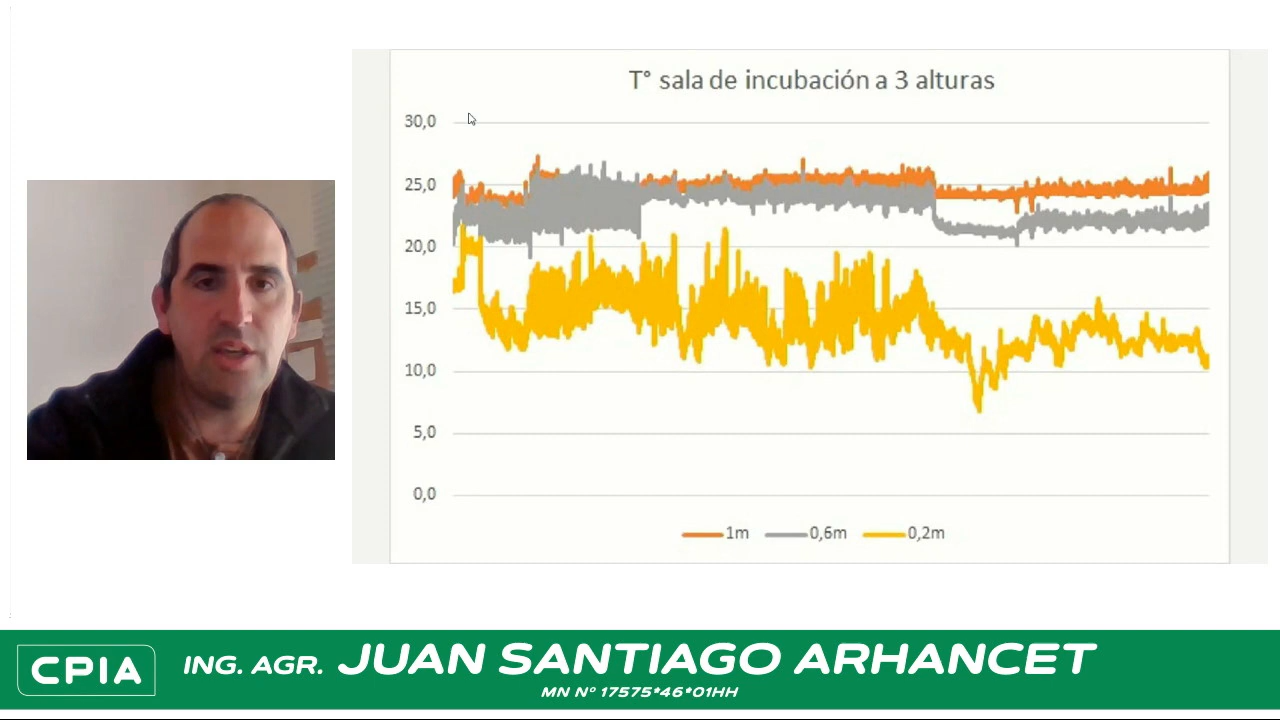 T° sala de incubación a 3 alturas
30,0
25,0
20,0
15,0
10,0
5,0
0,0
1m 0,6m 0,2m
CPIA
ING. AGR. JUAN SANTIAGO ARHANCET
MN Nº 17575*46*01HH